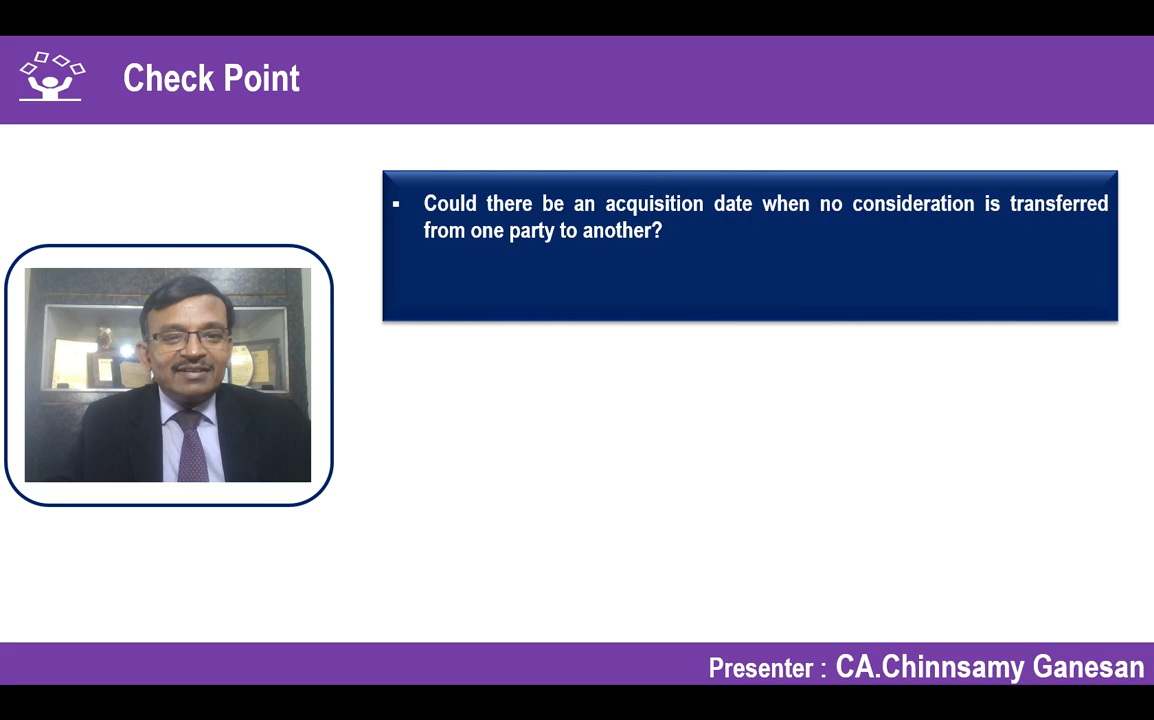 Check Point
▪ Could there be an acquisition date when no consideration is transferred
from one party to another?
Presenter : CA.Chinnsamy Ganesan